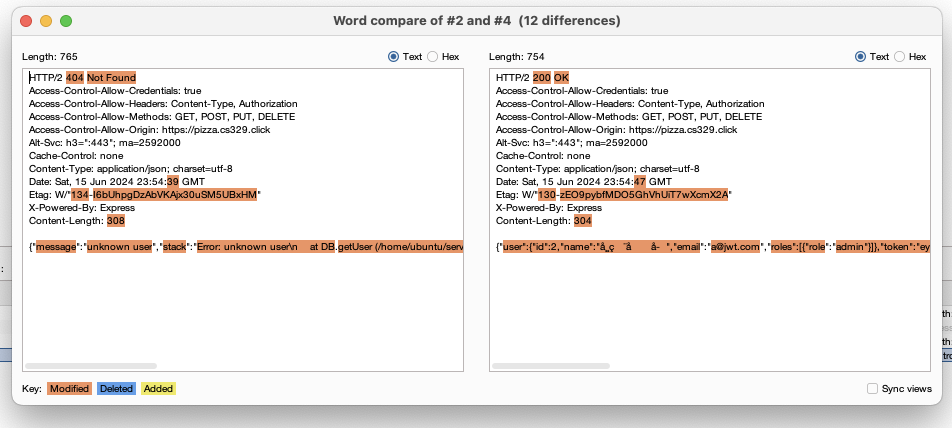 Word compare of #2 and #4 (12 differences)
Length: 765
Text
Hex
HTTP/2 404 Not Found
Access-Control-Allow-Credentials: true
Access-Control-Allow-Headers: Content-Type, Authorization
Access-Control-Allow-Methods: GET, POST, PUT, DELETE
Access-Control-Allow-Origin: https://pizza.cs329.click
Alt-Svc: h3=":443"; ma=2592000
Cache-Control: none
Content-Type: application/json; charset=utf-8
Date: Sat, 15 Jun 2024 23:54:39 GMT
Etag: W/"134-I6bUhpgDzAbVKAjx30uSM5UBxHM"
X-Powered-By: Express
Content-Length: 308
{"message":"unknown user","stack":"Error: unknown user\n at DB.getUser (/home/ubuntu/serv
Length: 754
Text
Hex
HTTP/2 200 OK
Access-Control-Allow-Credentials: true
Access-Control-Allow-Headers: Content-Type, Authorization
Access-Control-Allow-Methods: GET, POST, PUT, DELETE
Access-Control-Allow-Origin: https://pizza.cs329.click
Alt-Svc: h3=":443"; ma=2592000
Cache-Control: none
Content-Type: application/json; charset=utf-8
Date: Sat, 15 Jun 2024 23:54:47 GMT
Etag: W/"130-zEO9pybfMDO5GhVhUiT7wXcmX2A"
X-Powered-By: Express
Content-Length: 304
{"user":{"id":2,"name":" ","email":"a@jwt.com","roles":[{"role":"admin"}]},"token":"ey
Key: Modified Deleted Added
Sync views